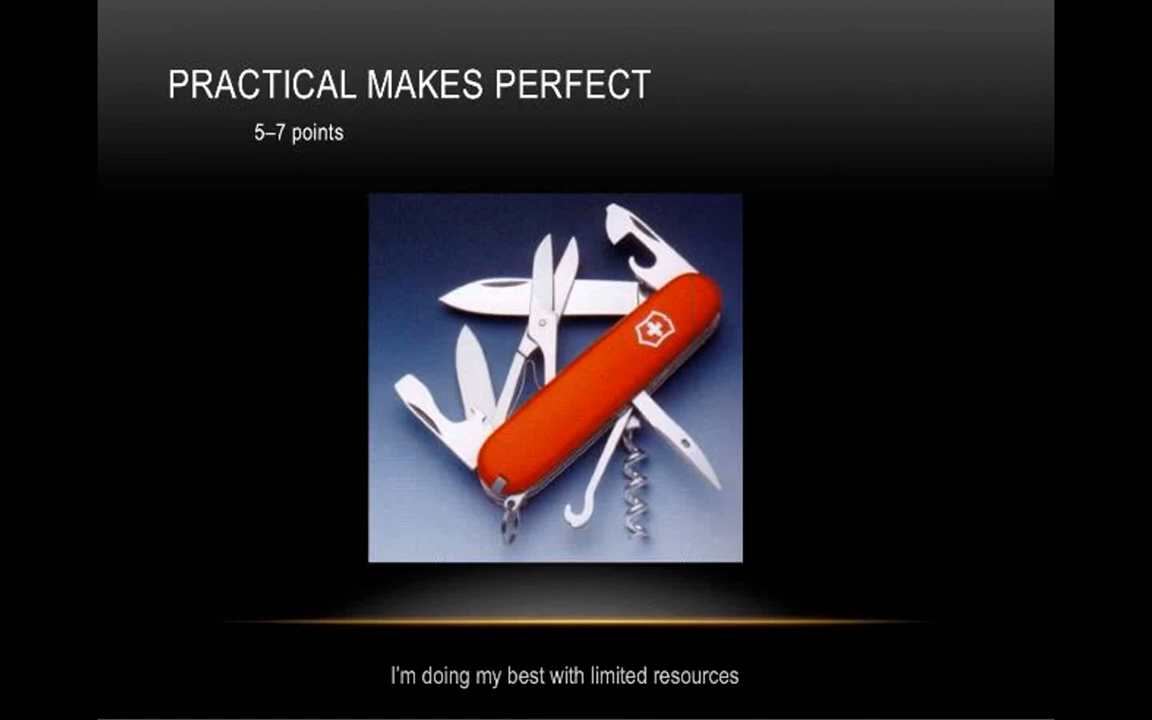 PRACTICAL MAKES PERFECT
5–7 points
I'm doing my best with limited resources